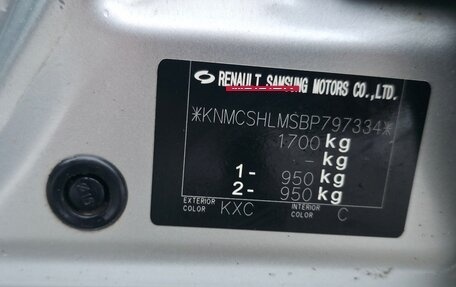 RENAULT SAMSUNG MOTORS CO.,LTD.
*KNMCSHLMSBP797334*
1700 kg
- kg
1- 950 kg
2- 950 kg
EXTERIOR COLOR KXC INTERIOR COLOR C